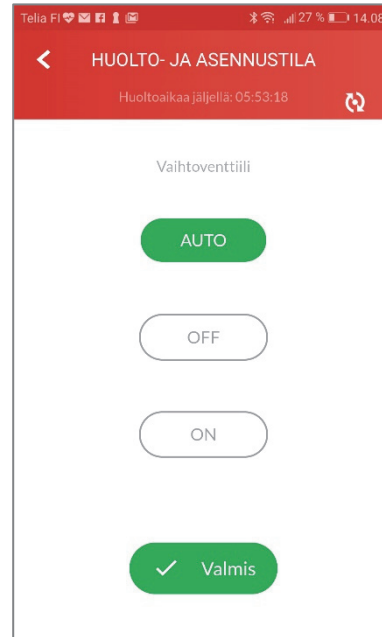 Telia FI 27 % 14.08
HUOLTO- JA ASENNUSTILA
Huoltoaikaa jäljellä: 05:53:18
Vaihtoventtiili
AUTO
OFF
ON
Valmis